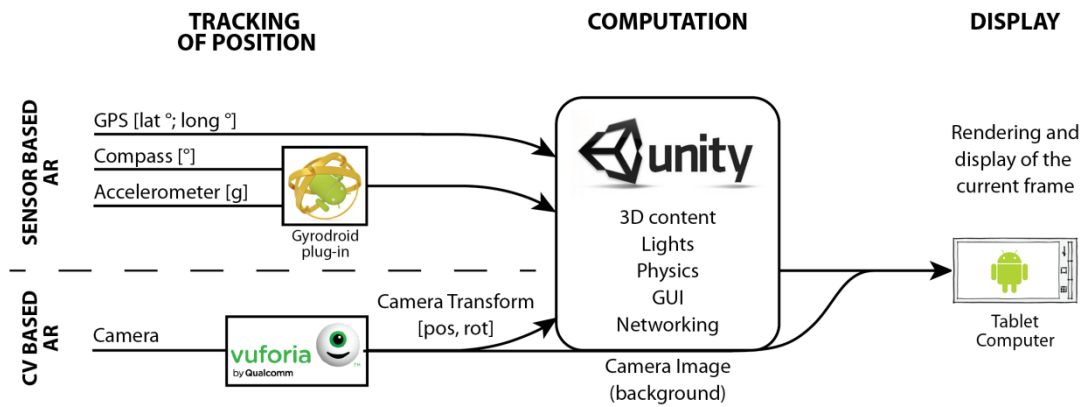 TRACKING
OF POSITION
COMPUTATION
DISPLAY
SENSOR BASED
AR
GPS [lat °; long °]
Compass [°]
Accelerometer [g]
Gyrodroid
plug-in
unity
3D content
Lights
Physics
GUI
Networking
Rendering and
display of the
current frame
Tablet
Computer
CV BASED
AR
Camera
vuforia™
by Qualcomm
Camera Transform
[pos, rot]
Camera Image
(background)